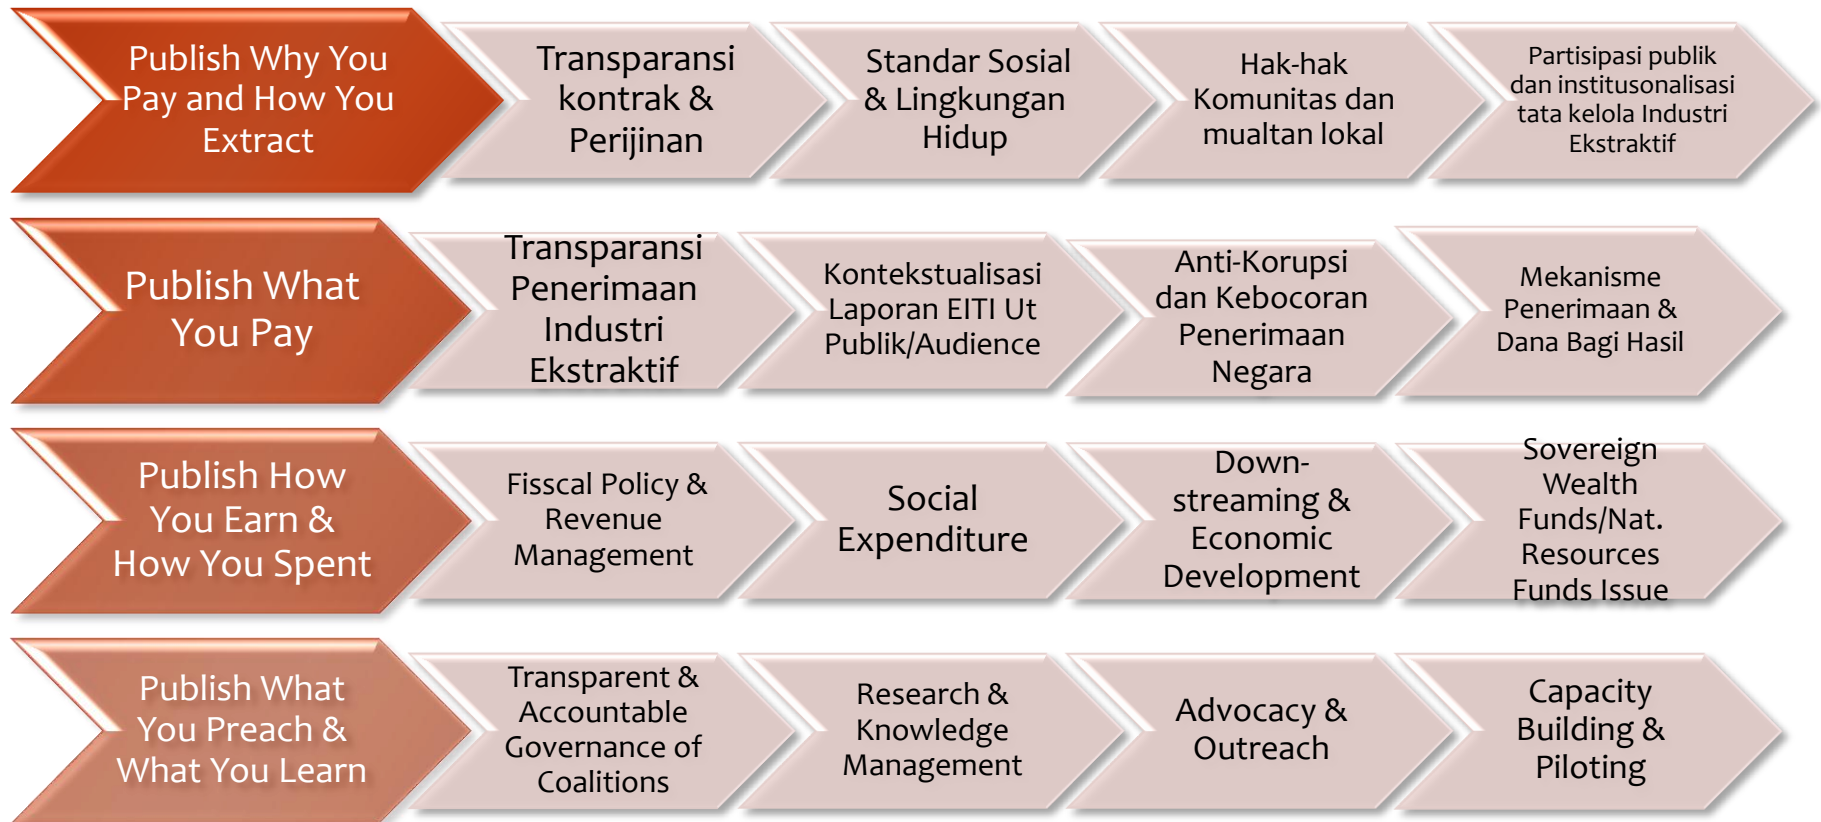 Publish Why You
Pay and How You
Extract
Transparansi
kontrak &
Perijinan
Standar Sosial
& Lingkungan
Hidup
Hak-hak
Komunitas dan
mualtan lokal
Partisipasi publik
dan institusonalisasi
tata kelola Industri
Ekstraktif
Publish What
You Pay
Transparansi
Penerimaan
Industri
Ekstraktif
Kontekstualisasi
Laporan EITI Ut
Publik/Audience
Anti-Korupsi
dan Kebocoran
Penerimaan
Negara
Mekanisme
Penerimaan &
Dana Bagi Hasil
Publish How
You Earn &
How You Spent
Fisscal Policy &
Revenue
Management
Social
Expenditure
Down-
streaming &
Economic
Development
Sovereign
Wealth
Funds/Nat.
Resources
Funds Issue
Publish What
You Preach &
What You Learn
Transparent &
Accountable
Governance of
Coalitions
Research &
Knowledge
Management
Advocacy &
Outreach
Capacity
Building &
Piloting